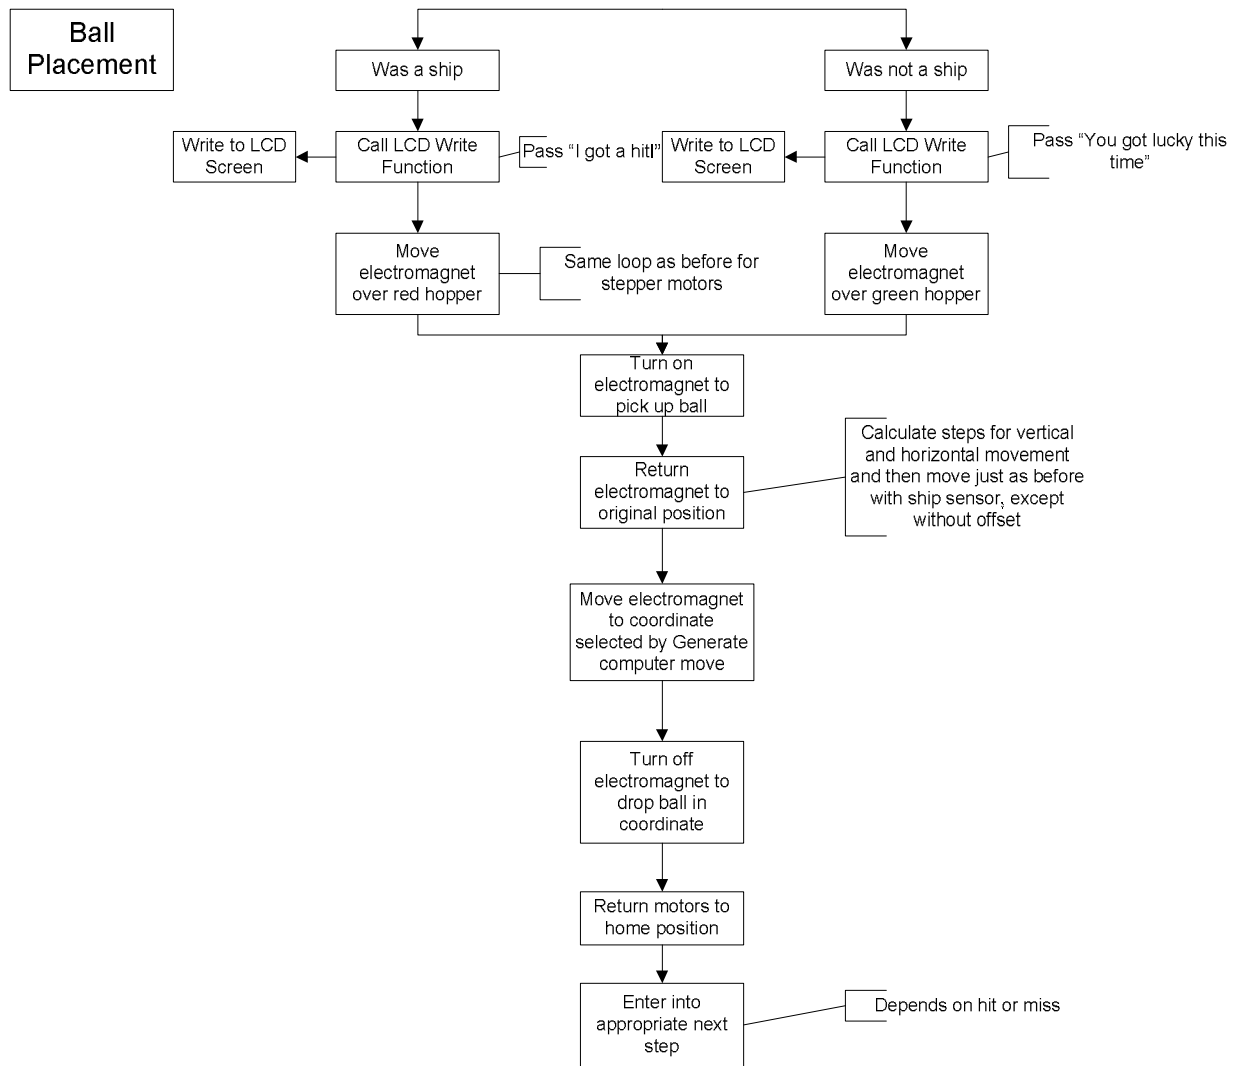 Ball
Placement
Was a ship
Was not a ship
Write to LCD
Screen
Call LCD Write
Function
Pass “I got a hit!”
Write to LCD
Screen
Call LCD Write
Function
Pass “You got lucky this
time”
Move
electromagnet
over red hopper
Same loop as before for
stepper motors
Move
electromagnet
over green hopper
Turn on
electromagnet to
pick up ball
Return
electromagnet to
original position
Calculate steps for vertical
and horizontal movement
and then move just as before
with ship sensor, except
without offset
Move electromagnet
to coordinate
selected by Generate
computer move
Turn off
electromagnet to
drop ball in
coordinate
Return motors to
home position
Enter into
appropriate next
step
Depends on hit or miss